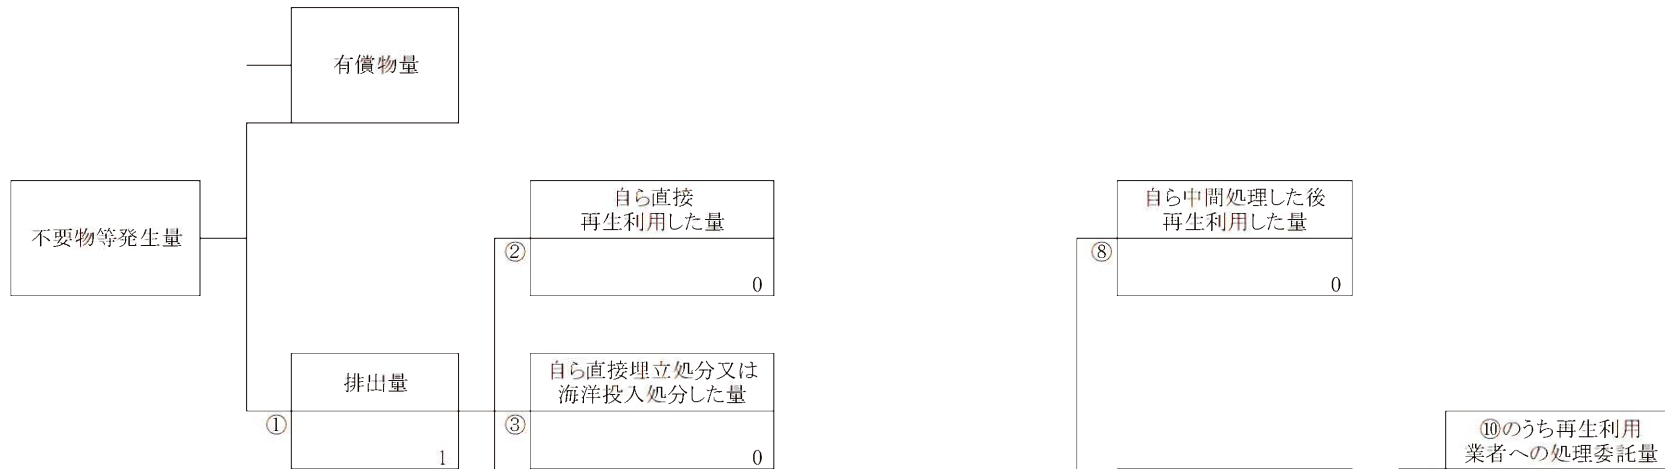 有償物量
不要物等発生量
自ら直接
再生利用した量
②
0
自ら中間処理した後
再生利用した量
⑧
0
排出量
①
1
自ら直接埋立処分又は
海洋投入処分した量
③
0
⑩のうち再生利用
業者への処理委託量